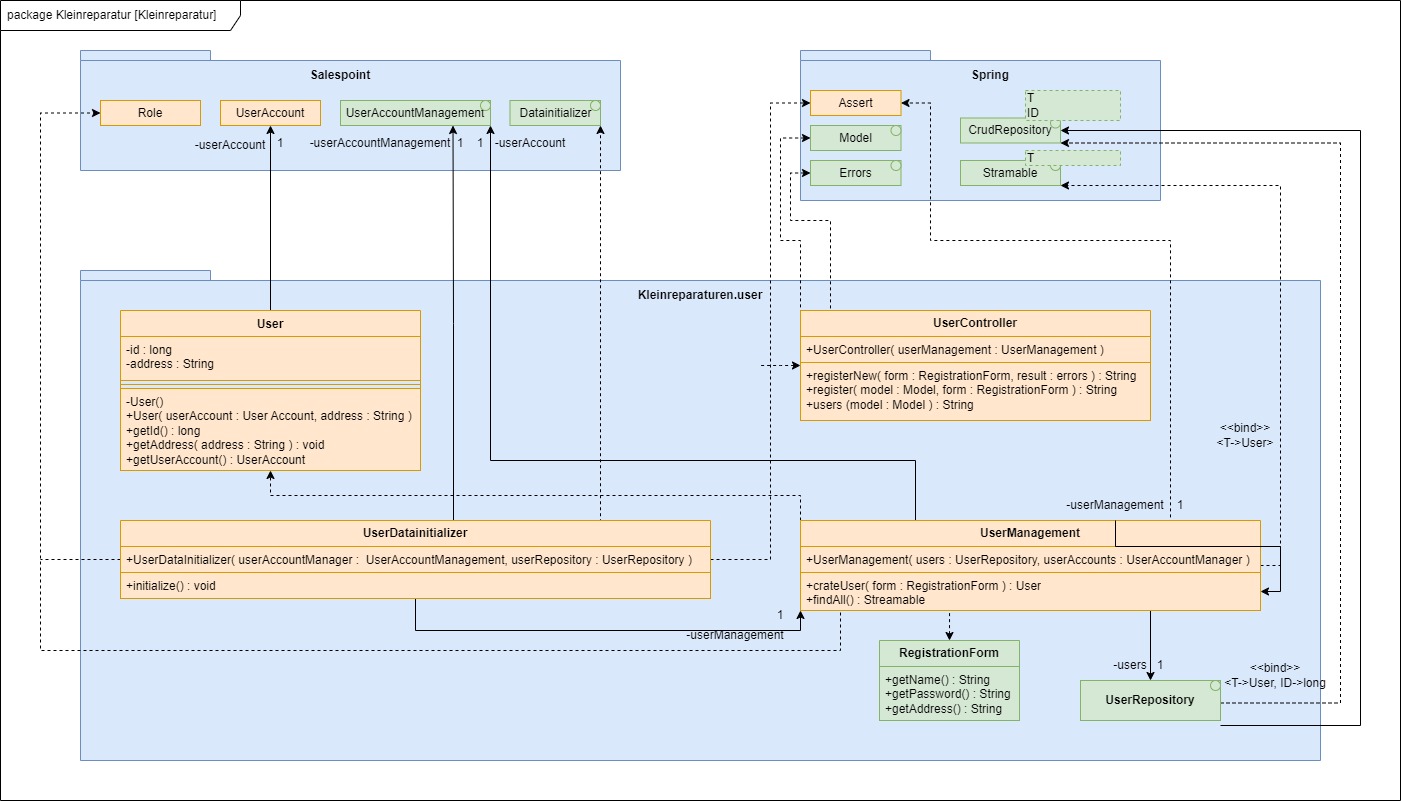 package Kleinreparatur [Kleinreparatur]
Salespoint
Role
UserAccount
UserAccountManagement
Datainitializer
-userAccount
1
-userAccountManagement
1
1
-userAccount
Spring
Assert
Model
Errors
T
ID
CrudRepository
T
Stramable
Kleinreparaturen.user
User
-id : long
-address : String
-User()
+User( userAccount : User Account, address : String )
+getId() : long
+getAddress( address : String ) : void
+getUserAccount() : UserAccount
UserController
+UserController( userManagement : UserManagement )
+registerNew( form : RegistrationForm, result : errors ) : String
+register( model : Model, form : RegistrationForm ) : String
+users (model : Model ) : String
<<bind>>
<T->User>
-userManagement
1
UserDatainitializer
+UserDataInitializer( userAccountManager :  UserAccountManagement, userRepository : UserRepository )
+initialize() : void
UserManagement
+UserManagement( users : UserRepository, userAccounts : UserAccountManager )
+crateUser( form : RegistrationForm ) : User
+findAll() : Streamable
1
-userManagement
RegistrationForm
+getName() : String
+getPassword() : String
+getAddress() : String
-users
1
<<bind>>
<T->User, ID->long
UserRepository